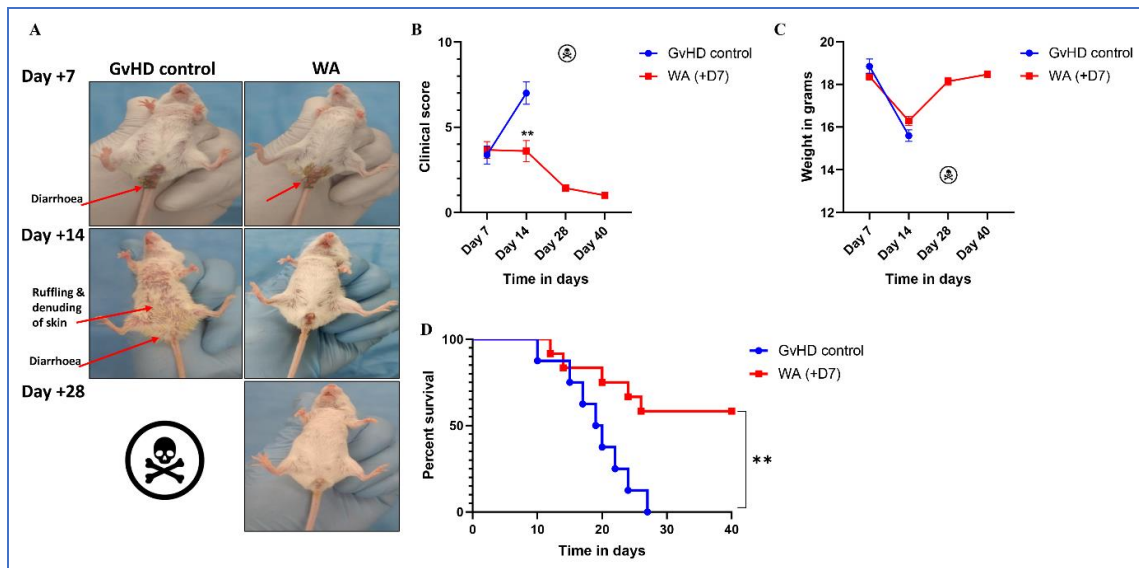 A
GvHD control
WA
Day +7
Diarrhoea
Day +14
Ruffling &
denuding
of skin
Diarrhoea
Day +28
B
GvHD control
WA (+D7)
Clinical score
10
5
0
**
Day 7
Day 14
Day 28
Day 40
Time in days
C
GvHD control
WA (+D7)
Weight in grams
20
18
16
14
12
Day 7
Day 14
Day 28
Day 40
Time in days
D
GvHD control
WA (+D7)
Percent survival
100
50
0
0
10
20
30
40
**
Time in days